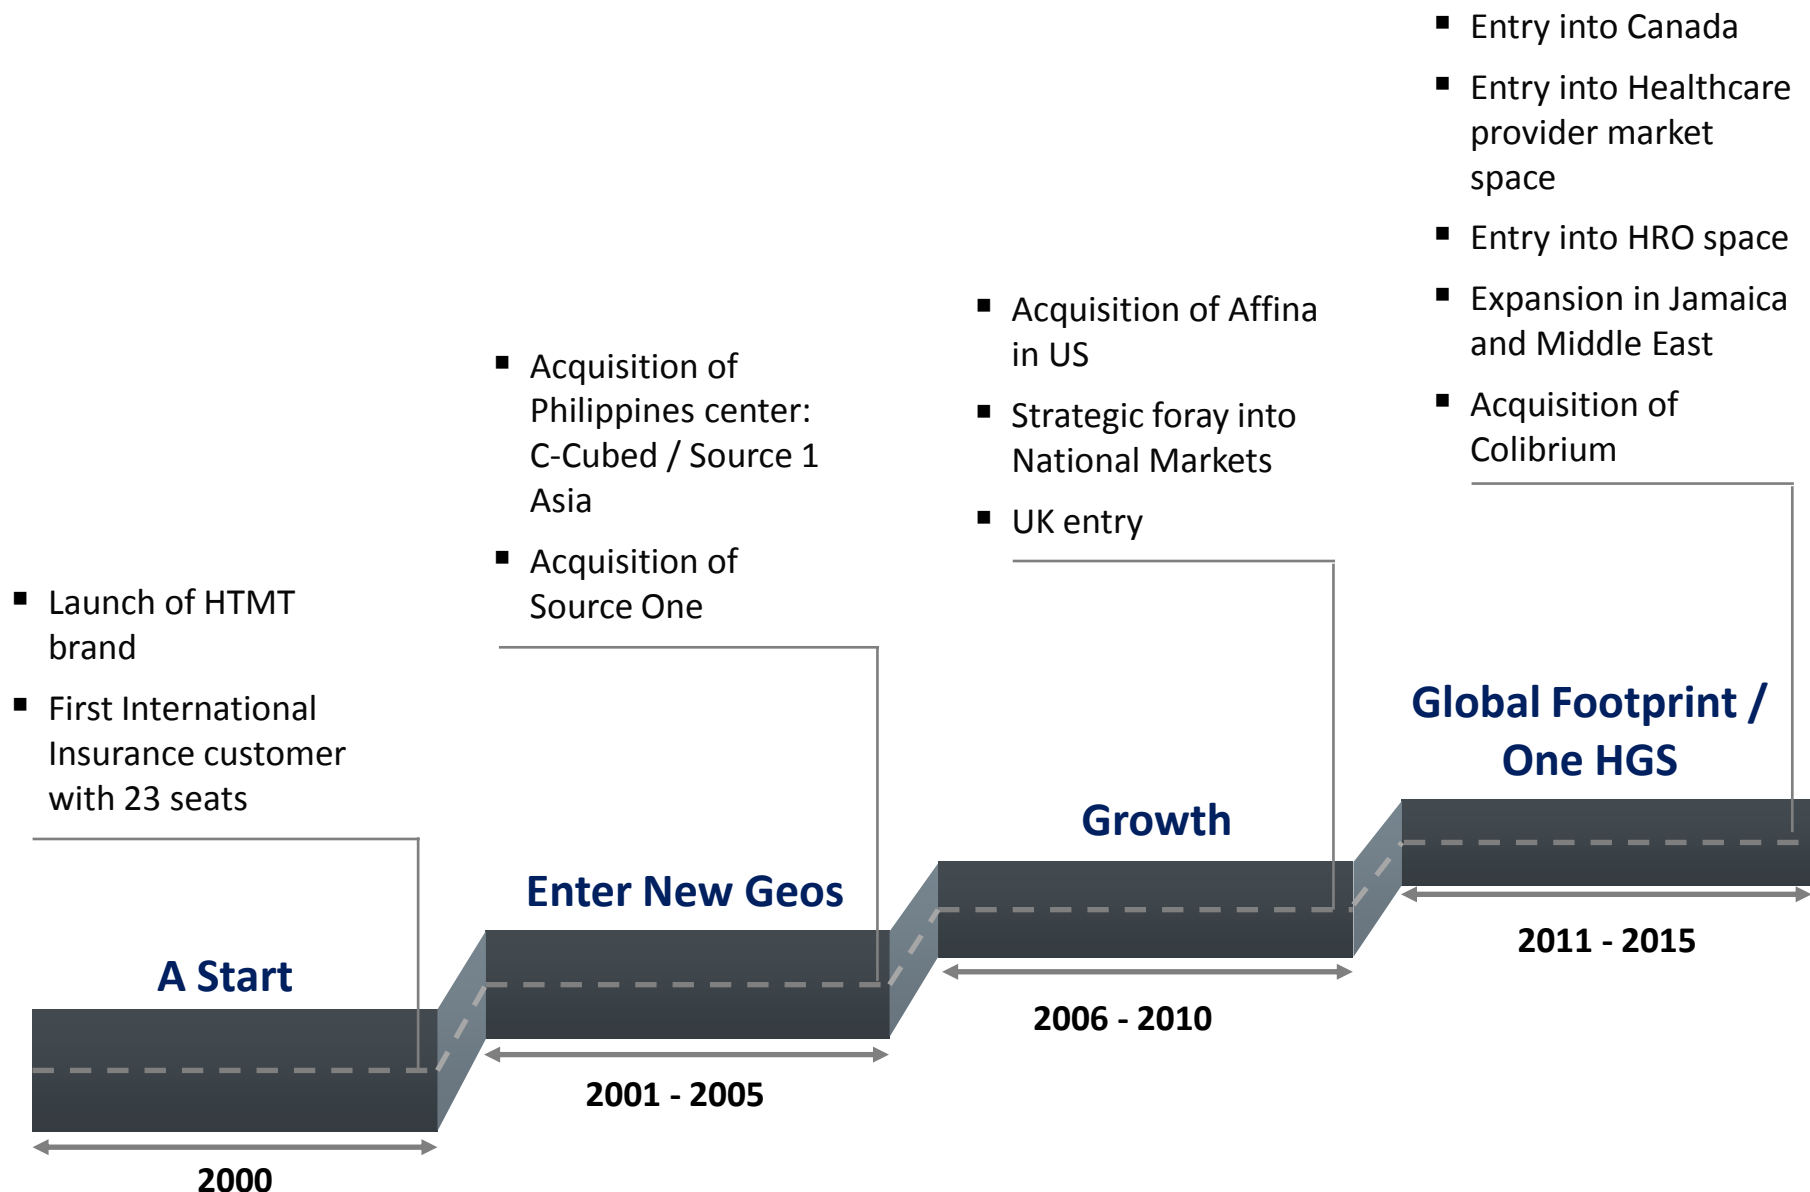 ▪ Launch of HTMT
brand
▪ First International
Insurance customer
with 23 seats
A Start
2000
▪ Acquisition of
Philippines center:
C-Cubed / Source 1
Asia
▪ Acquisition of
Source One
Enter New Geos
2001 - 2005
▪ Acquisition of Affina
in US
▪ Strategic foray into
National Markets
▪ UK entry
Growth
2006 - 2010
▪ Entry into Canada
▪ Entry into Healthcare
provider market
space
▪ Entry into HRO space
▪ Expansion in Jamaica
and Middle East
▪ Acquisition of
Colibrium
Global Footprint /
One HGS
2011 - 2015